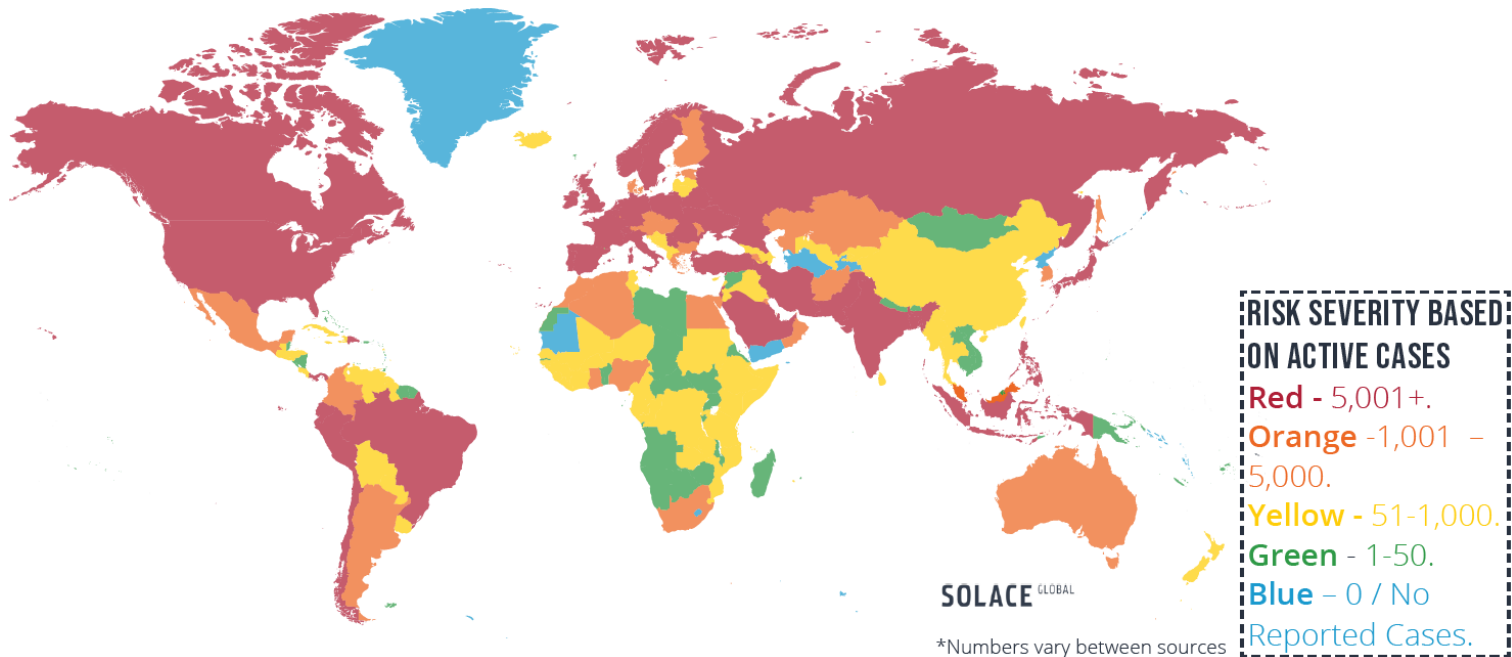 RISK SEVERITY BASED
ON ACTIVE CASES
Red - 5,001+.
Orange -1,001 –
5,000.
Yellow - 51-1,000.
Green - 1-50.
Blue – 0 / No
Reported Cases.
SOLACE GLOBAL
*Numbers vary between sources